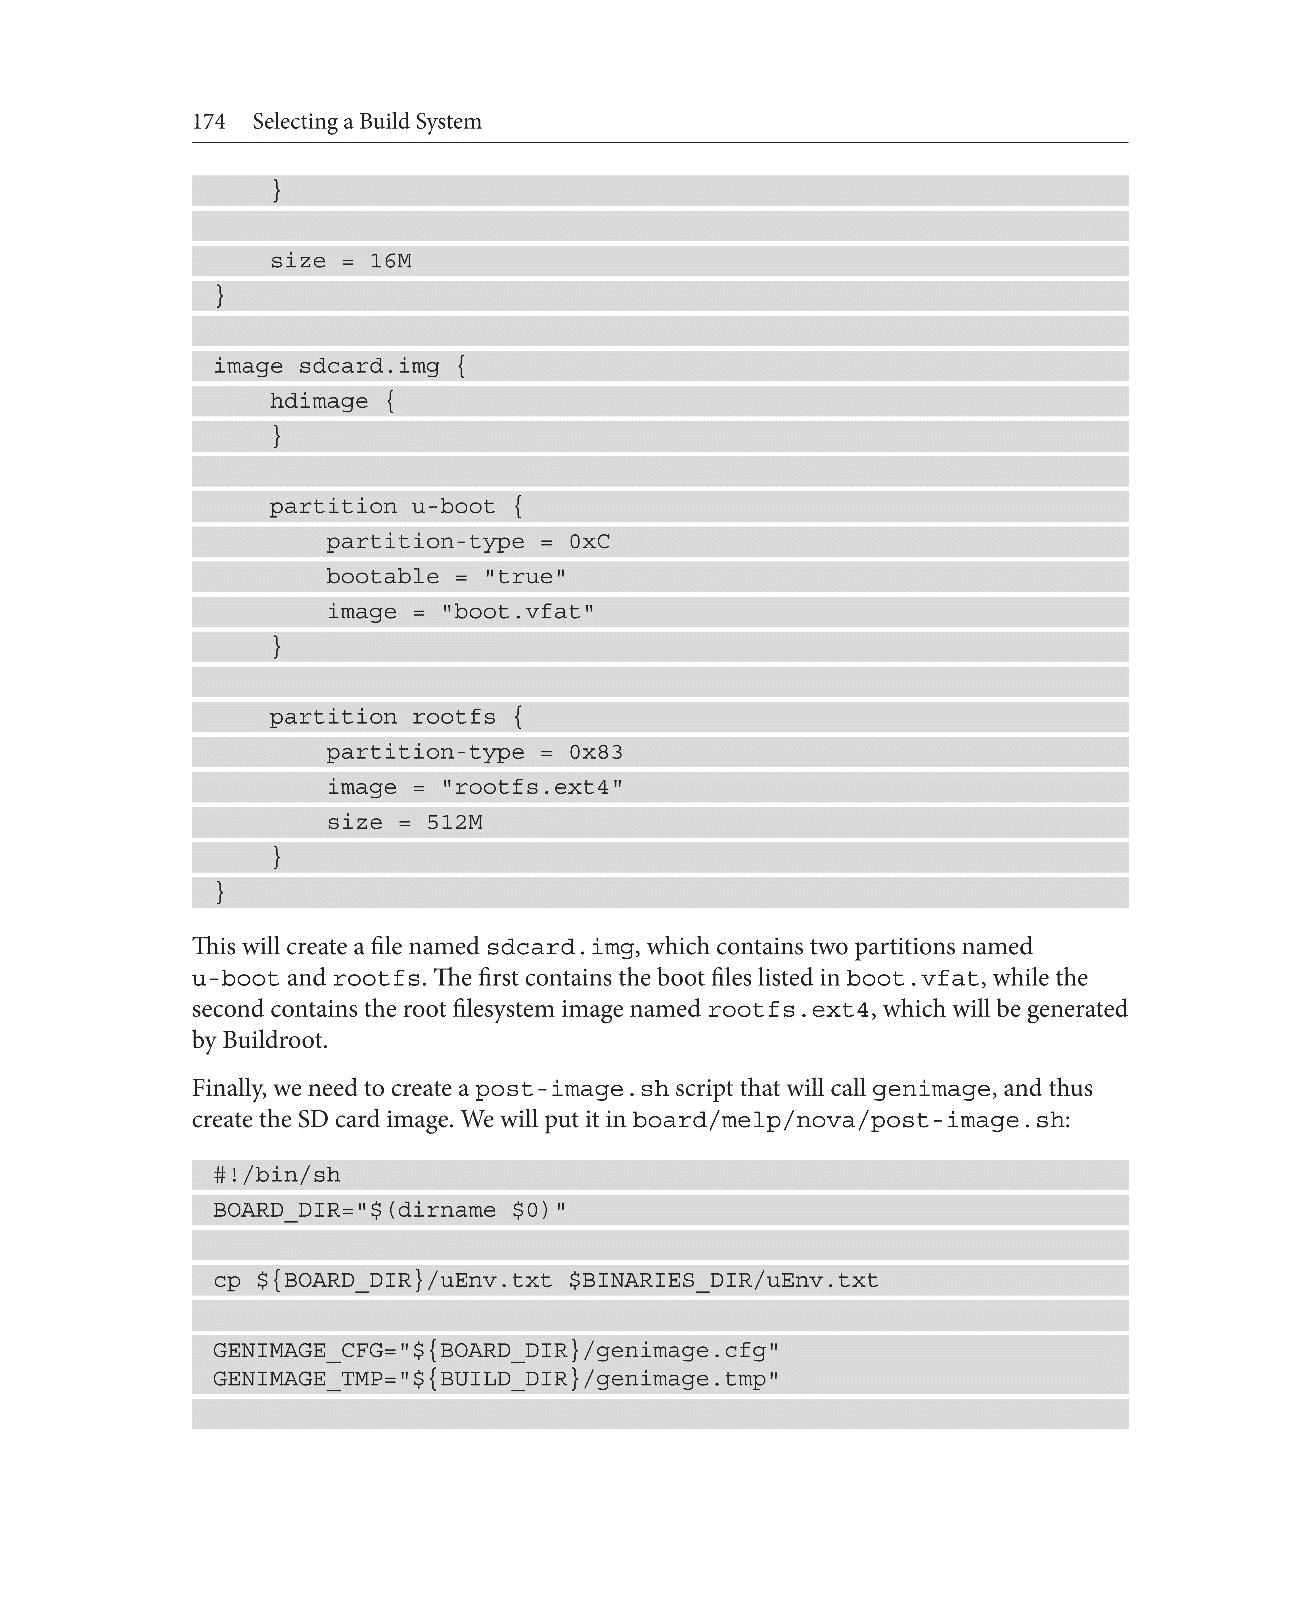 174 Selecting a Build System
}
size = 16M
}
image sdcard.img {
hdimage {
}
partition u-boot {
partition-type = 0xC
bootable = "true"
image = "boot.vfat"
}
partition rootfs {
partition-type = 0x83
image = "rootfs.ext4"
size = 512M
}
}
This will create a file named sdcard.img, which contains two partitions named
u-boot and rootfs. The first contains the boot files listed in boot.vfat, while the
second contains the root filesystem image named rootfs.ext4, which will be generated
by Buildroot.
Finally, we need to create a post-image.sh script that will call genimage, and thus
create the SD card image. We will put it in board/melp/nova/post-image.sh:
#!/bin/sh
BOARD_DIR="$(dirname $0)"
cp ${BOARD_DIR}/uEnv.txt $BINARIES_DIR/uEnv.txt
GENIMAGE_CFG="${BOARD_DIR}/genimage.cfg"
GENIMAGE_TMP="${BUILD_DIR}/genimage.tmp"